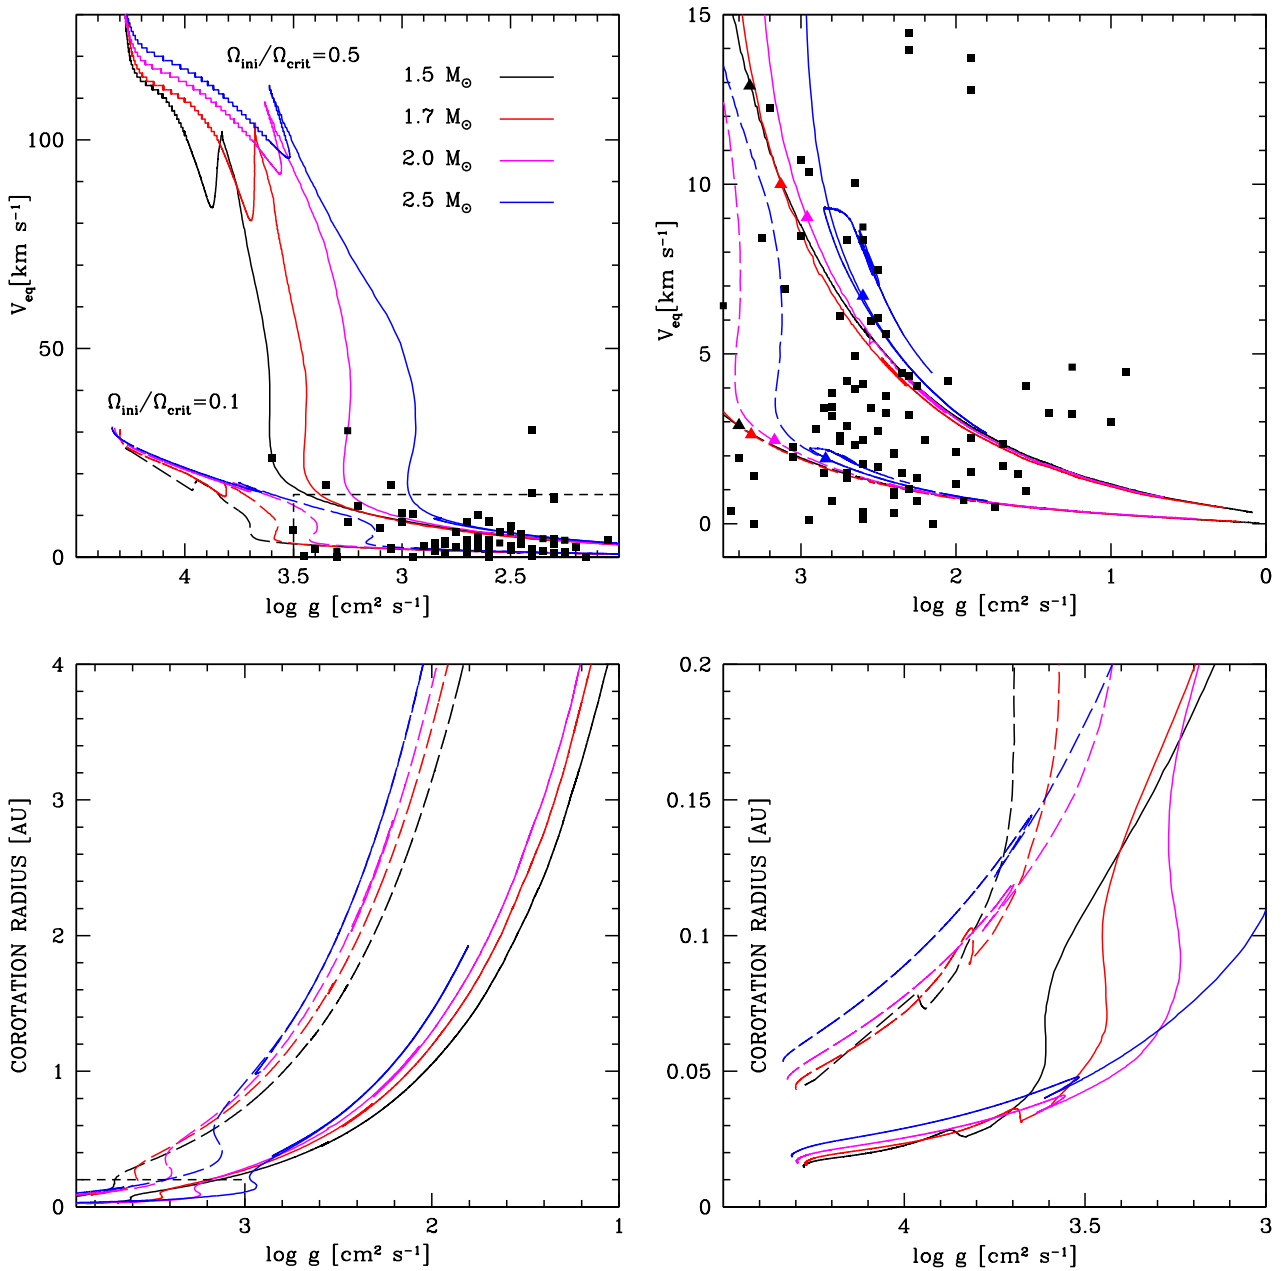 Ω_ini/Ω_crit=0.5
1.5 M_⊙
1.7 M_⊙
2.0 M_⊙
2.5 M_⊙
Ω_ini/Ω_crit=0.1
100
50
0
V_eq[km s⁻¹]
4
3.5
3
2.5
log g [cm² s⁻¹]
15
10
5
0
V_eq[km s⁻¹]
3
2
1
0
log g [cm² s⁻¹]
4
3
2
1
0
COROTATION RADIUS [AU]
3
2
1
log g [cm² s⁻¹]
0.2
0.15
0.1
0.05
0
COROTATION RADIUS [AU]
4
3.5
3
log g [cm² s⁻¹]